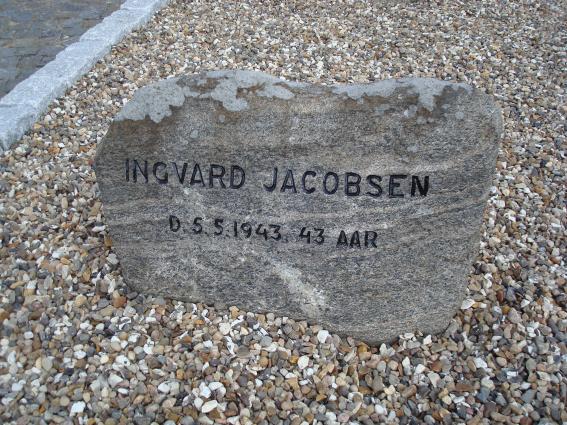 INGVARD JACOBSEN
D. 5.5.1943. 43 AAR